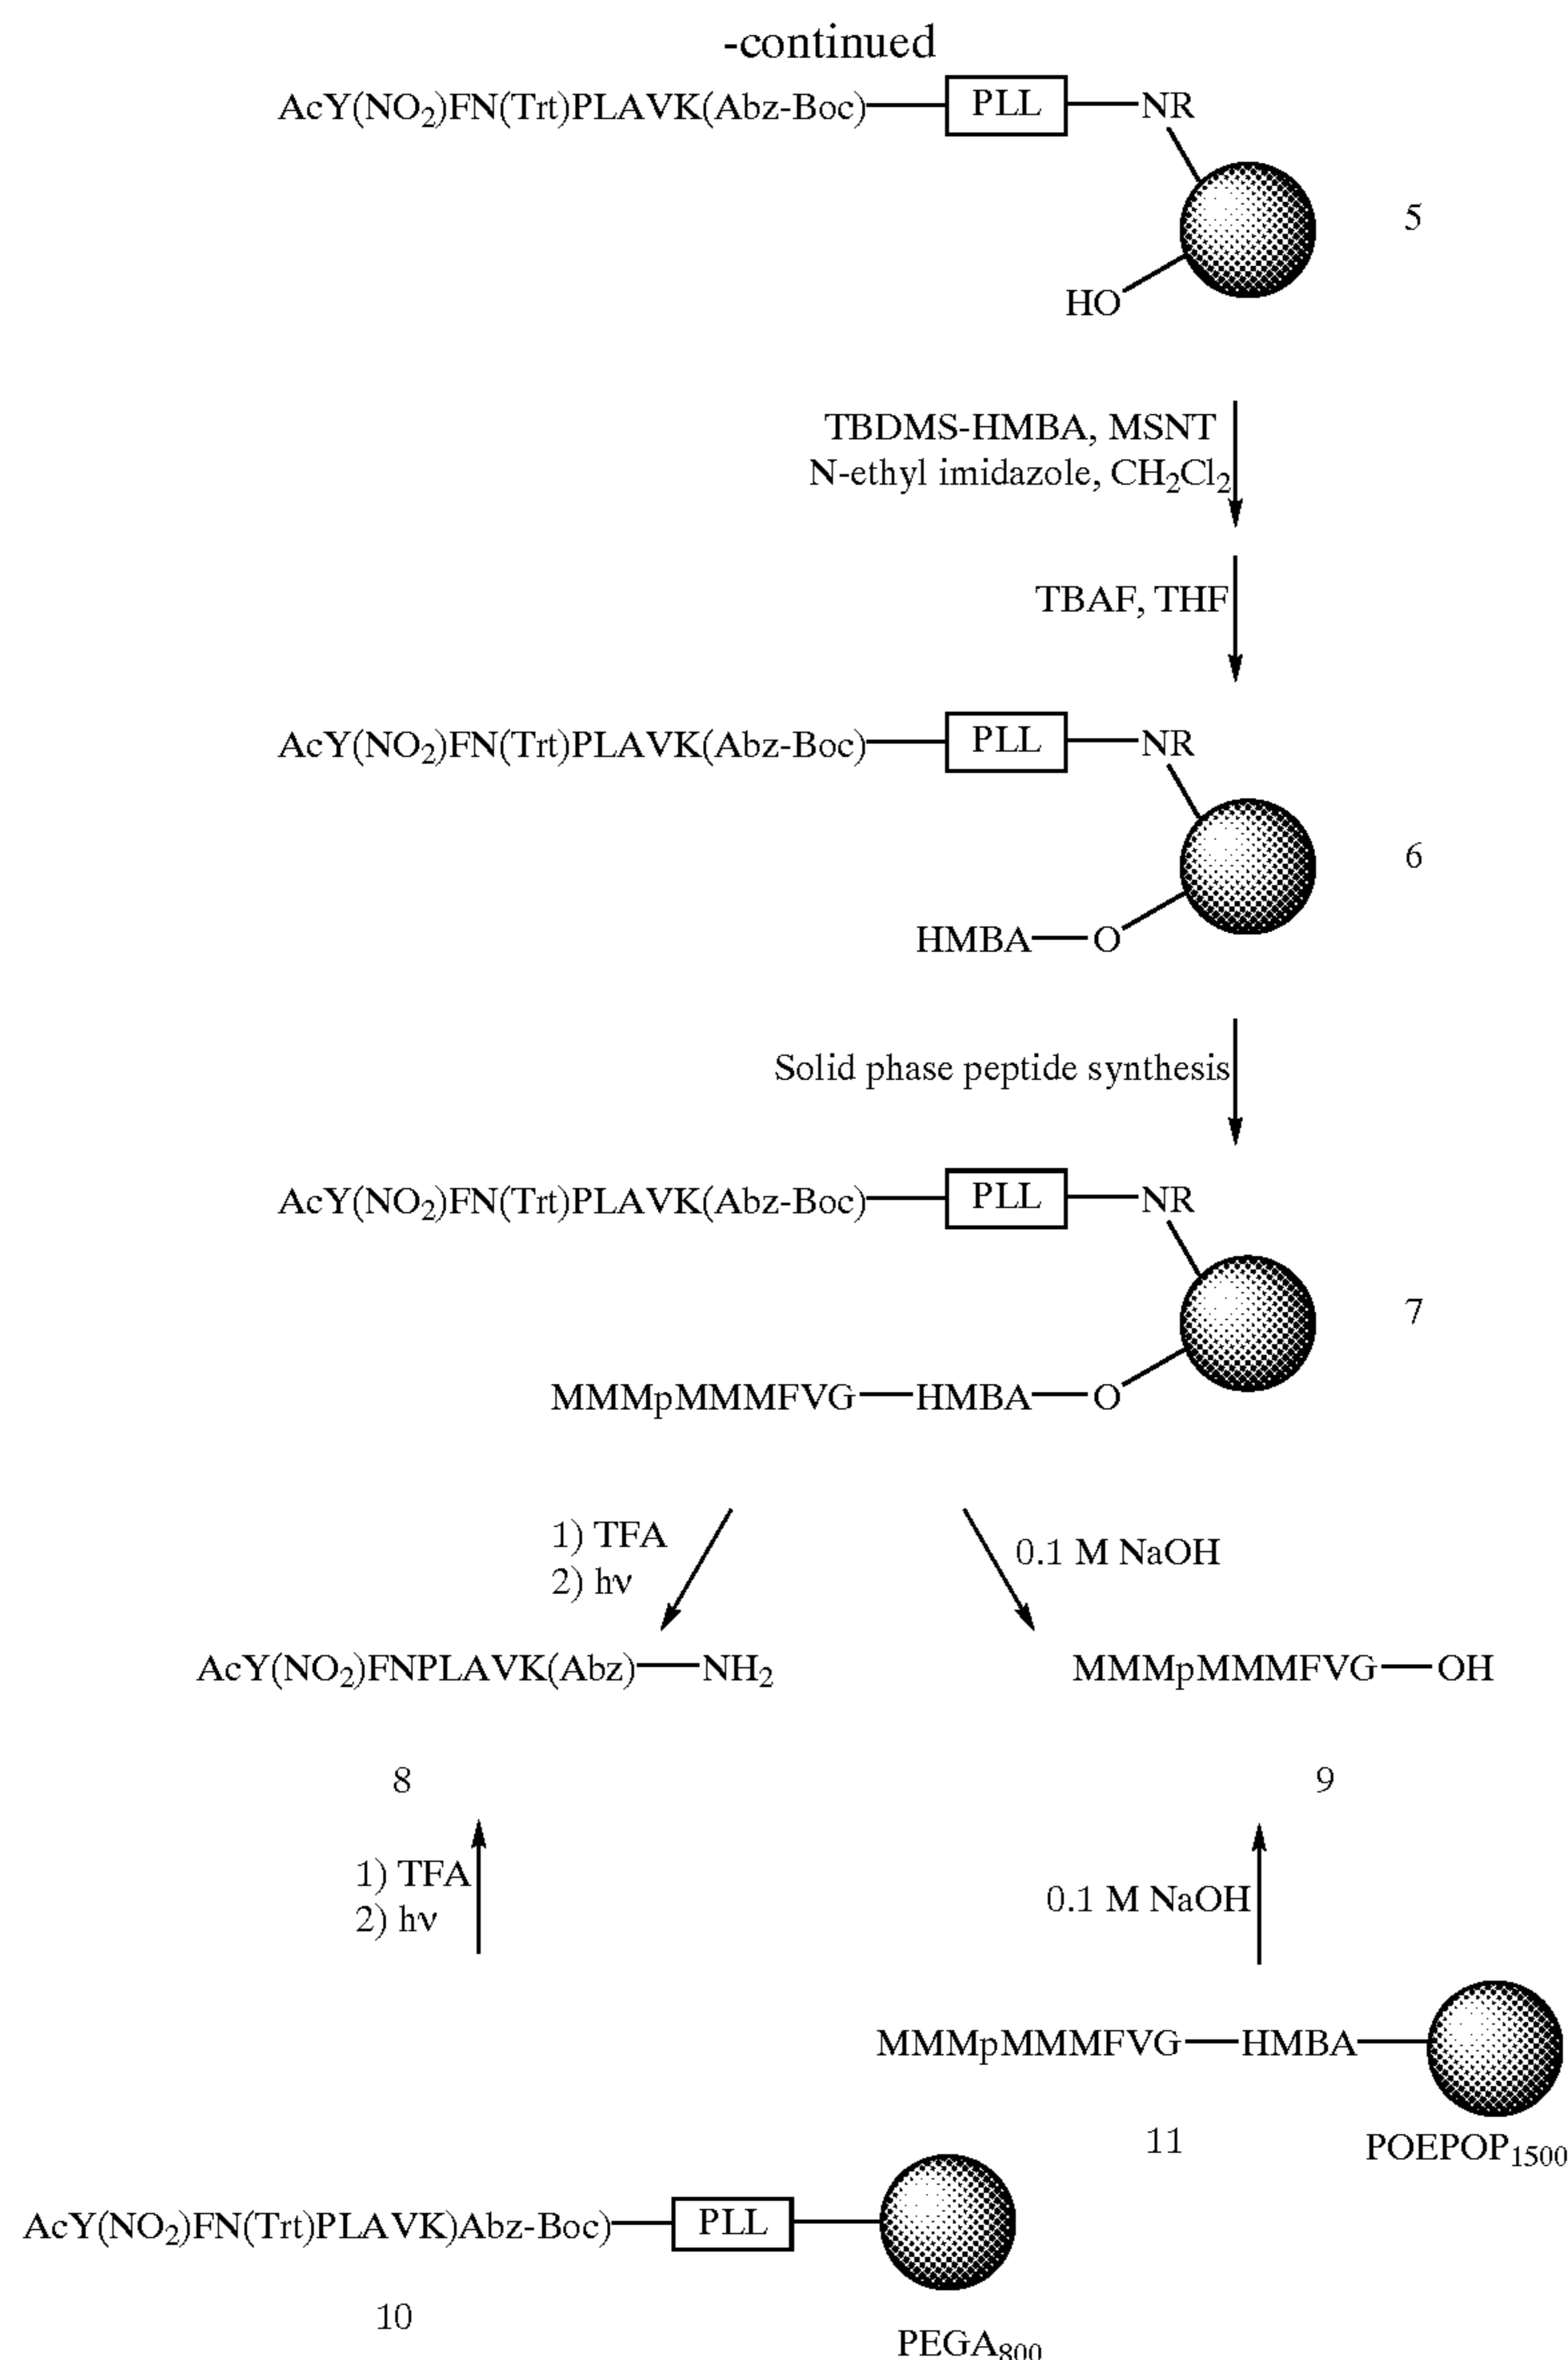 -continued
AcY(NO2)FN(Trt)PLAVK(Abz-Boc) PLL NR
5
HO
TBDMS-HMBA, MSNT
N-ethyl imidazole, CH2Cl2
TBAF, THF
AcY(NO2)FN(Trt)PLAVK(Abz-Boc) PLL NR
6
HMBA O
Solid phase peptide synthesis
AcY(NO2)FN(Trt)PLAVK(Abz-Boc) PLL NR
7
MMMpMMMFVG HMBA O
1) TFA
2) hν
0.1 M NaOH
AcY(NO2)FNPLAVK(Abz) NH2
MMMpMMMFVG OH
8
9
1) TFA
2) hν
0.1 M NaOH
MMMpMMMFVG HMBA
11
POEPOP1500
AcY(NO2)FN(Trt)PLAVK)Abz-Boc) PLL
10
PEGA800